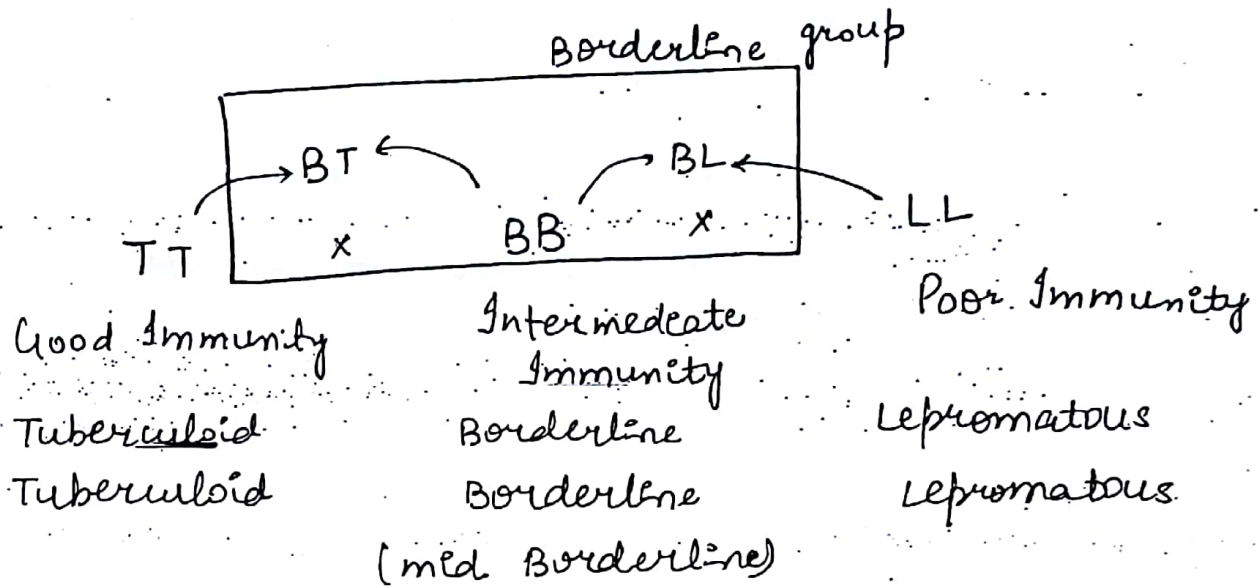 Borderline group
BT BL
TT x BB x LL
Good Immunity Intermedeate Immunity Poor. Immunity
Tuberculoid Borderline Lepromatous
Tuberculoid Borderline Lepromatous
(mid Borderline)